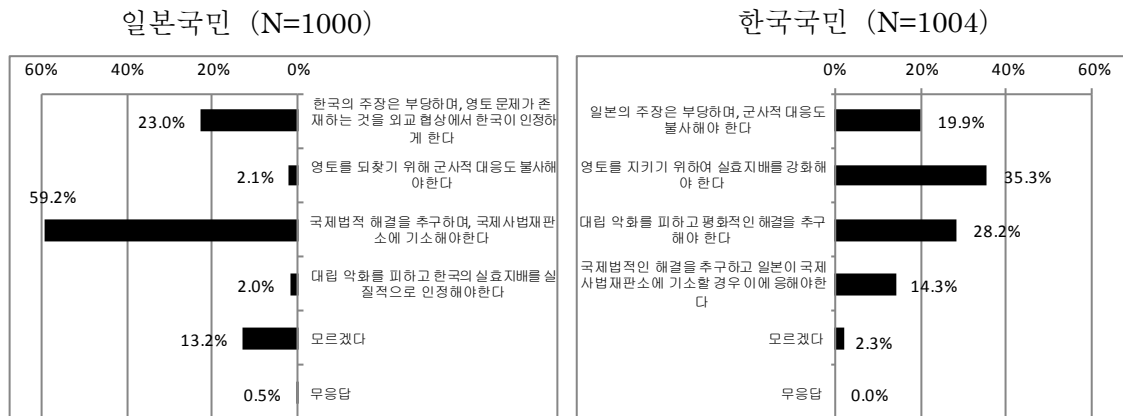 일본국민 (N=1000)
60% 40% 20% 0%
23.0%
한국의 주장은 부당하며, 영토 문제가 존
재하는 것을 외교 협상에서 한국이 인정하
게 한다
2.1%
영토를 되찾기 위해 군사적 대응도 불사해
야한다
59.2%
국제법적 해결을 추구하며, 국제사법재판
소에 기소해야한다
2.0%
대립 악화를 피하고 한국의 실효지배를 실
질적으로 인정해야한다
13.2%
모르겠다
0.5%
무응답
한국국민 (N=1004)
0% 20% 40% 60%
일본의 주장은 부당하며, 군사적 대응도
불사해야 한다
19.9%
영토를 지키기 위하여 실효지배를 강화해
야 한다
35.3%
대립 악화를 피하고 평화적인 해결을 추구
해야 한다
28.2%
국제법적인 해결을 추구하고 일본이 국제
사법재판소에 기소할 경우 이에 응해야한
다
14.3%
모르겠다
2.3%
무응답
0.0%